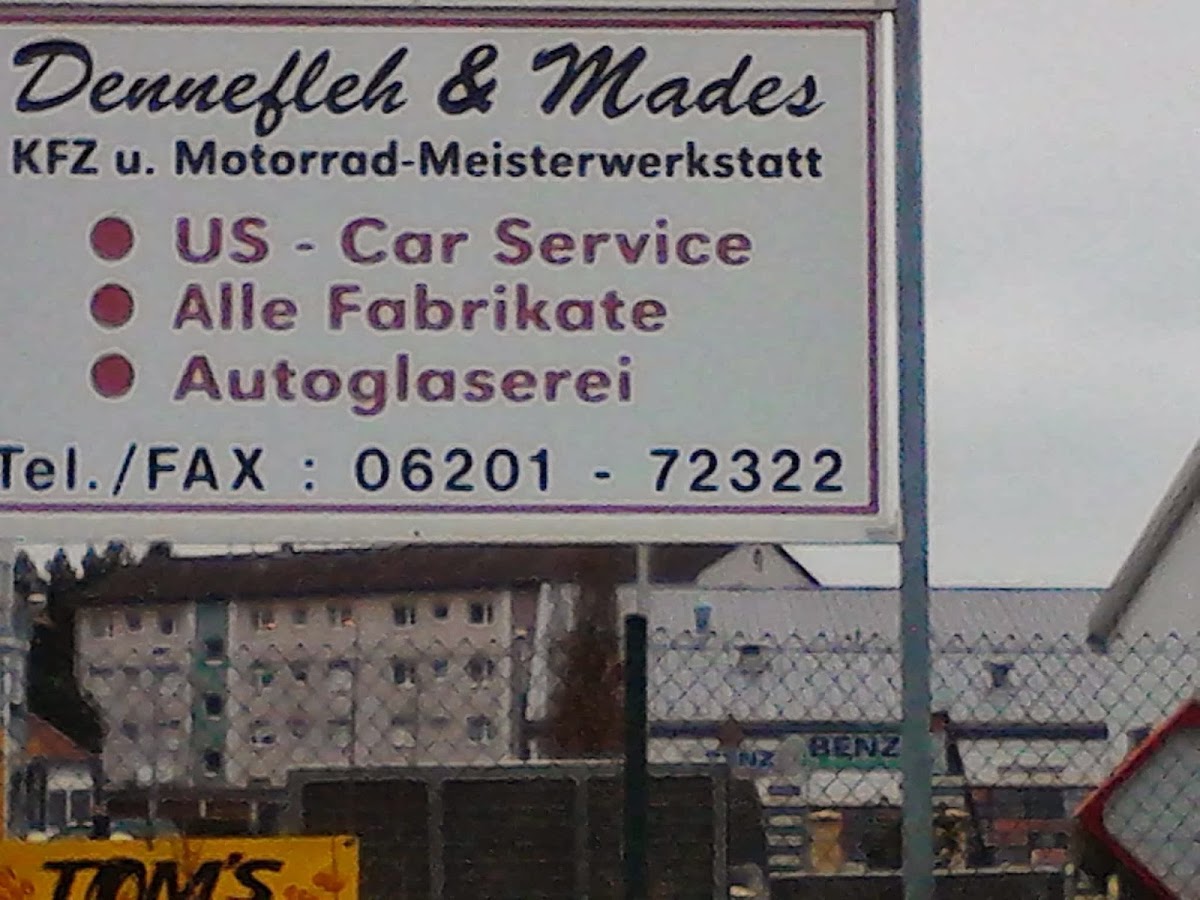 Dennefleh & Mades
KFZ u. Motorrad-Meisterwerkstatt
US - Car Service
Alle Fabrikate
Autoglaserei
Tel./FAX : 06201 - 72322
BENZ
TOM'S